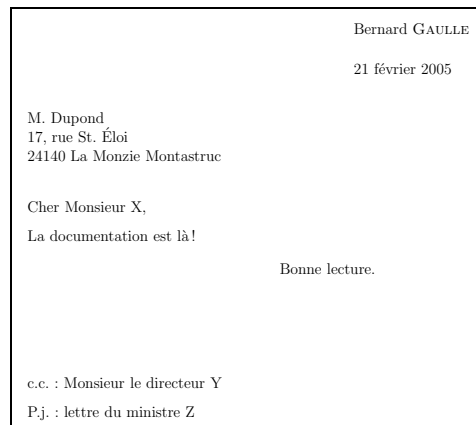 Bernard GAULLE
21 février 2005
M. Dupond
17, rue St. Éloi
24140 La Monzie Montastruc
Cher Monsieur X,
La documentation est là !
Bonne lecture.
c.c. : Monsieur le directeur Y
P.j. : lettre du ministre Z